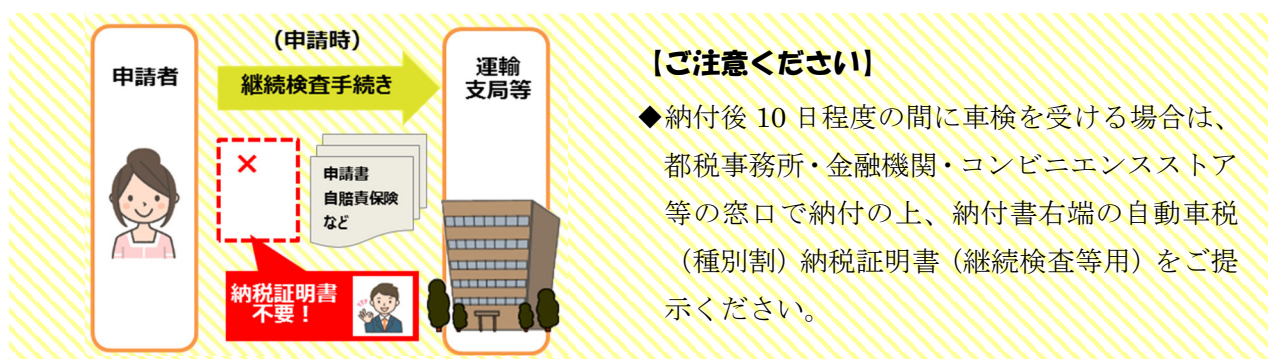 (申請時)
申請者
継続検査手続き
運輸
支局等
×
申請書
自賠責保険
など
納税証明書
不要！
【ご注意ください】
◆納付後 10 日程度の間に車検を受ける場合は、
都税事務所・金融機関・コンビニエンスストア
等の窓口で納付の上、納付書右端の自動車税
（種別割）納税証明書（継続検査等用）をご提
示ください。